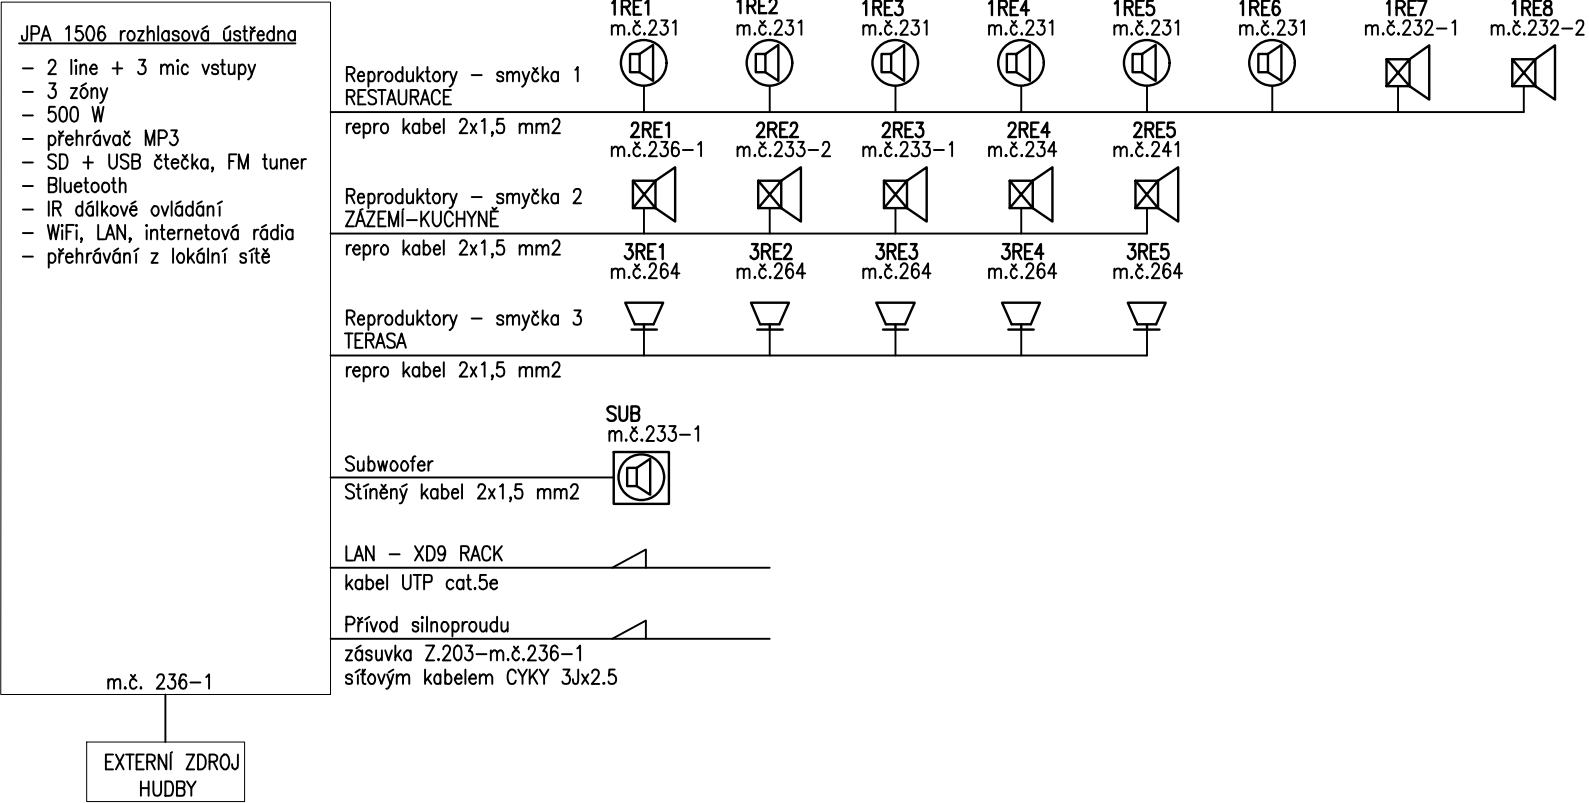 JPA 1506 rozhlasová ústředna
– 2 line + 3 mic vstupy
– 3 zóny
– 500 W
– přehrávač MP3
– SD + USB čtečka, FM tuner
– Bluetooth
– IR dálkové ovládání
– WiFi, LAN, internetová rádia
– přehrávání z lokální sítě
m.č. 236–1
EXTERNÍ ZDROJ
HUDBY
1RE1 1RE2 1RE3 1RE4 1RE5 1RE6 1RE7 1RE8
m.č.231 m.č.231 m.č.231 m.č.231 m.č.231 m.č.231 m.č.232–1 m.č.232–2
Reproduktory – smyčka 1
RESTAURACE
repro kabel 2x1,5 mm2
2RE1 2RE2 2RE3 2RE4 2RE5
m.č.236–1 m.č.233–2 m.č.233–1 m.č.234 m.č.241
Reproduktory – smyčka 2
ZÁZEMÍ–KUCHYNĚ
repro kabel 2x1,5 mm2
3RE1 3RE2 3RE3 3RE4 3RE5
m.č.264 m.č.264 m.č.264 m.č.264 m.č.264
Reproduktory – smyčka 3
TERASA
repro kabel 2x1,5 mm2
SUB
m.č.233–1
Subwoofer
Stíněný kabel 2x1,5 mm2
LAN – XD9 RACK
kabel UTP cat.5e
Přívod silnoproudu
zásuvka Z.203–m.č.236–1
síťovým kabelem CYKY 3Jx2.5